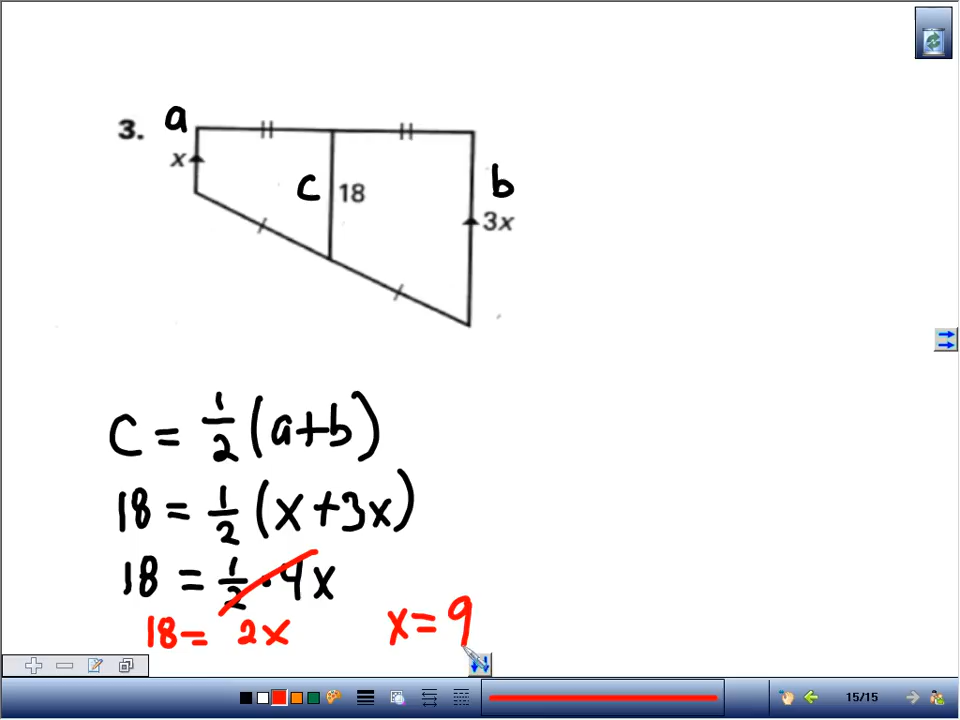 3. a
x
c 18
b
3x
c = 1/2 (a+b)
18 = 1/2 (x+3x)
18 = 1/2 · 4x
18 = 2x
x = 9
15/15